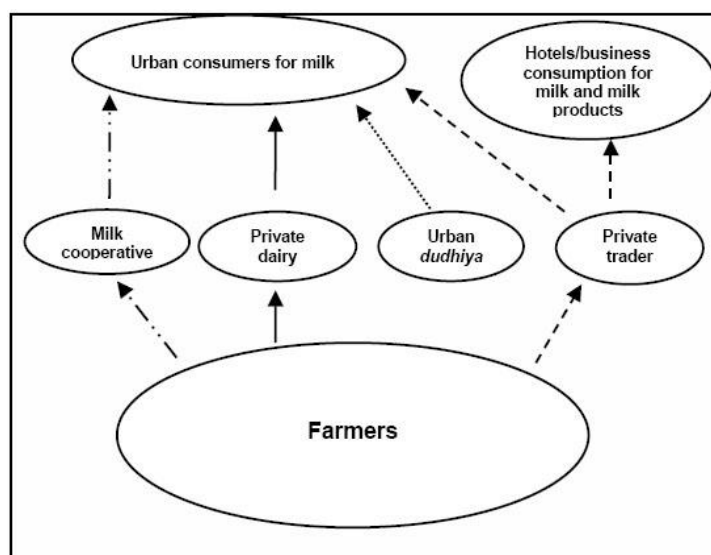 Urban consumers for milk
Hotels/business
consumption for
milk and milk
products
Milk
cooperative
Private
dairy
Urban
dudhiya
Private
trader
Farmers